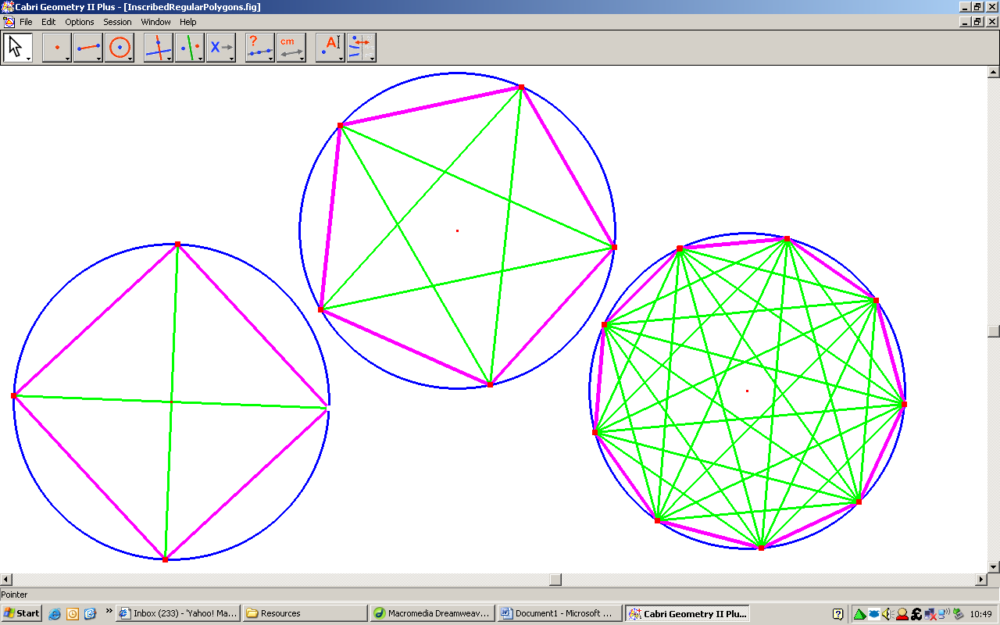 Cabri Geometry II Plus - [InscribedRegularPolygons.fig]
File Edit Options Session Window Help
X ? cm A
Pointer
Start » Inbox (233) - 'Yahoo! Ma... Resources Macromedia Dreamweav... Document1 - Microsoft ... Cabri Geometry II Plu... ? £ 10:49